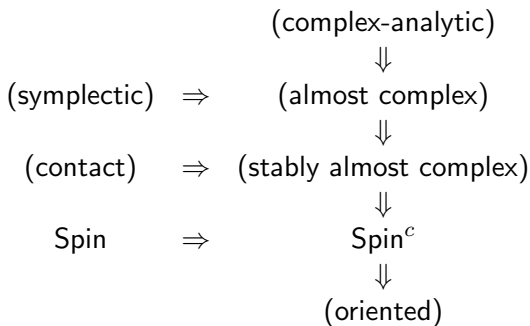 (complex-analytic)
⇓
(symplectic) ⇒ (almost complex)
⇓
(contact) ⇒ (stably almost complex)
⇓
Spin ⇒ Spin^c
⇓
(oriented)